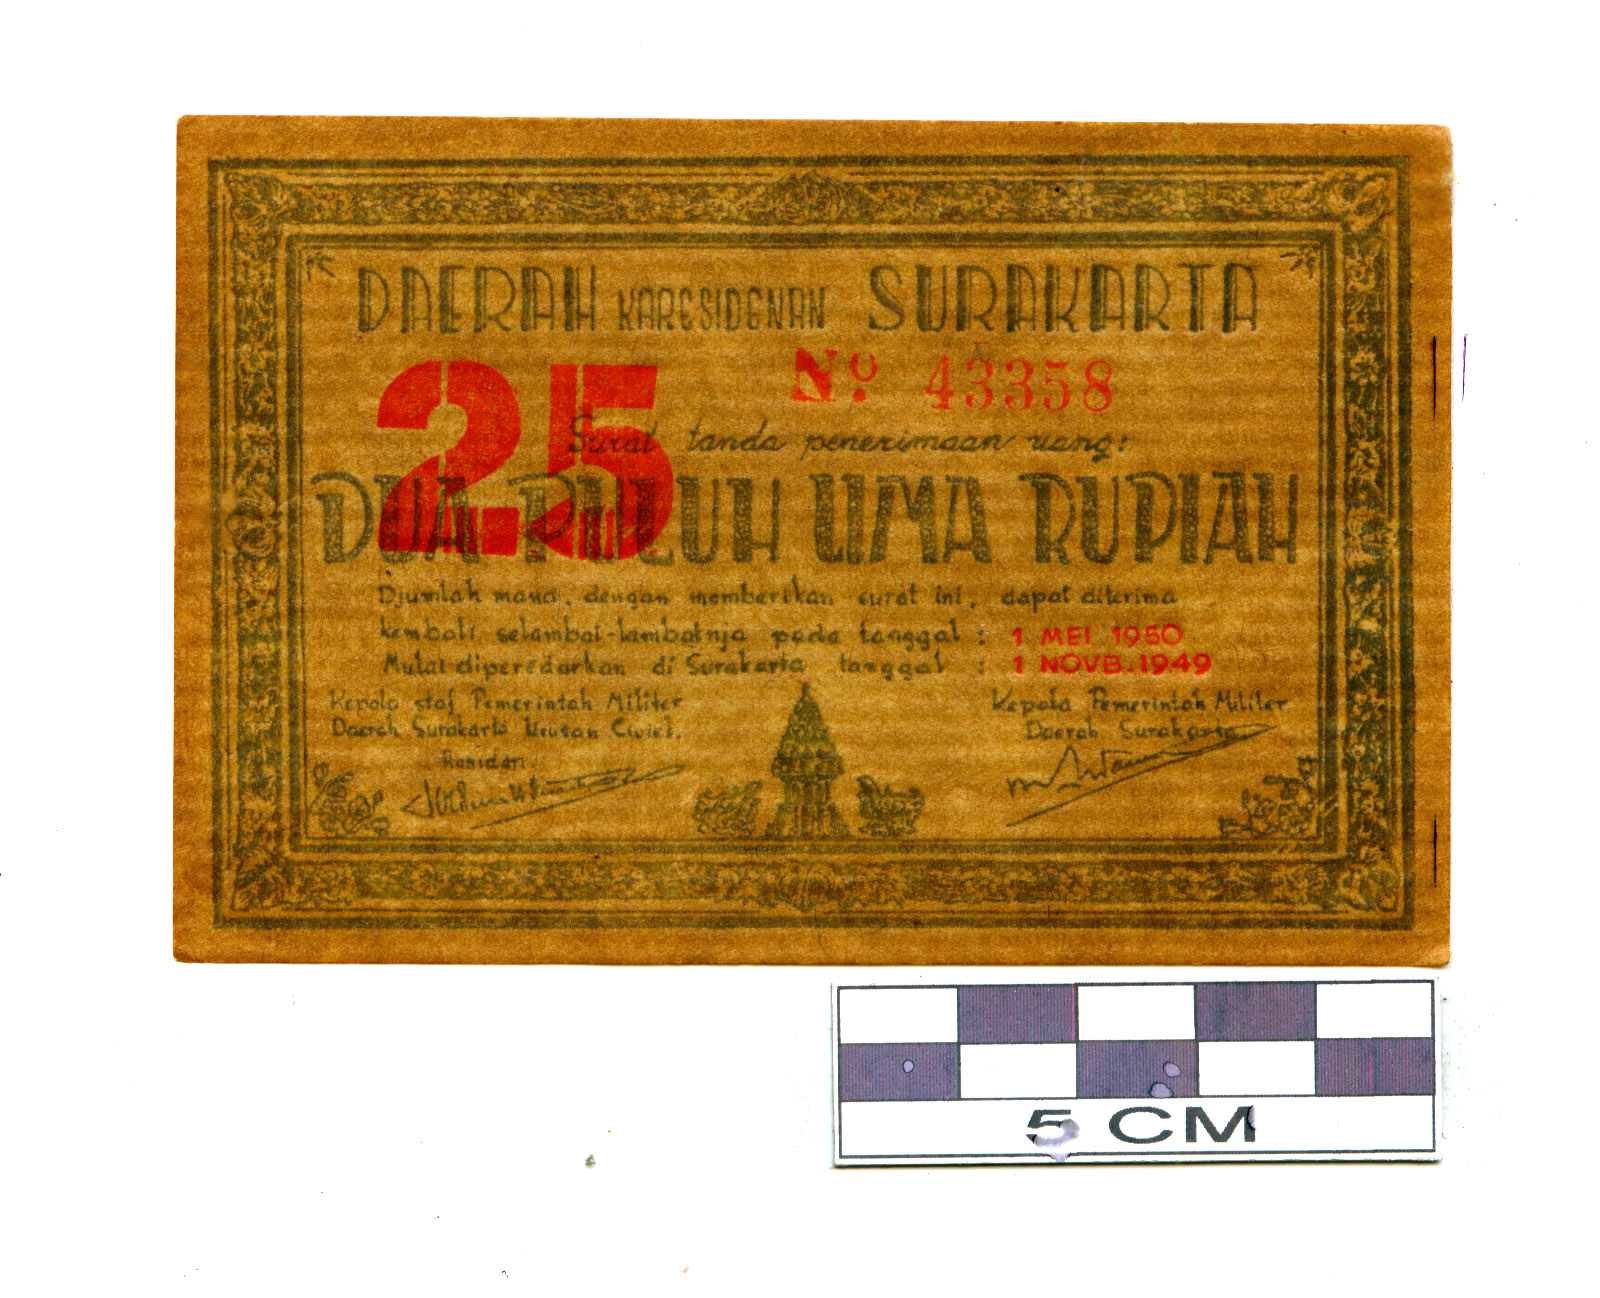 DAERAH KARESIDENAN SURAKARTA
25
No. 43358
Surat tanda penerimaan uang:
DUA PULUH LIMA RUPIAH
Djumlah mana, dengan memberikan surat ini, dapat diterima
kembali selambat-lambatnja pada tanggal : 1 MEI 1950
Mulai diperedarkan di Surakarta tanggal : 1 NOVB. 1949
Kepala staf Pemerintah Militer
Daerah Surakarta Urusan Civiel.
Residen.
Kepala Pemerintah Militer
Daerah Surakarta
5 CM